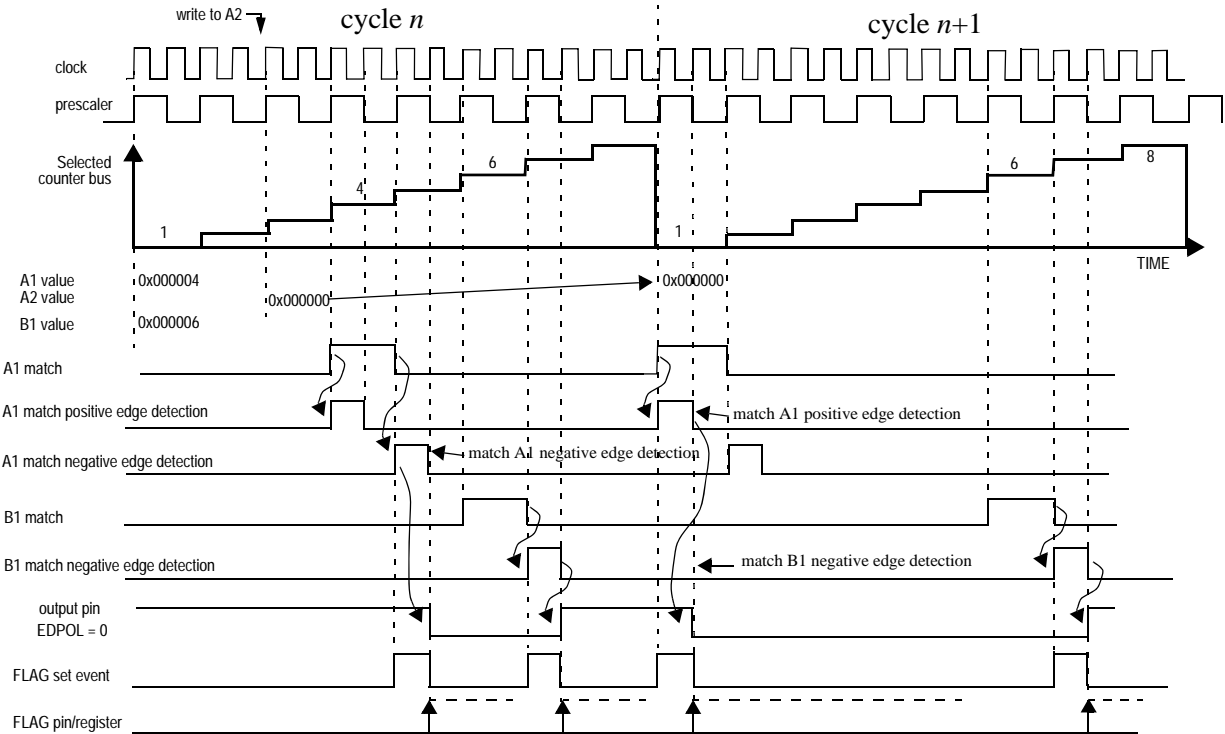 write to A2
cycle n
cycle n+1
clock
prescaler
Selected
counter bus
1
4
6
1
6
8
TIME
A1 value
0x000004
0x000000
A2 value
0x000000
B1 value
0x000006
A1 match
A1 match positive edge detection
match A1 positive edge detection
A1 match negative edge detection
match A1 negative edge detection
B1 match
B1 match negative edge detection
match B1 negative edge detection
output pin
EDPOL = 0
FLAG set event
FLAG pin/register